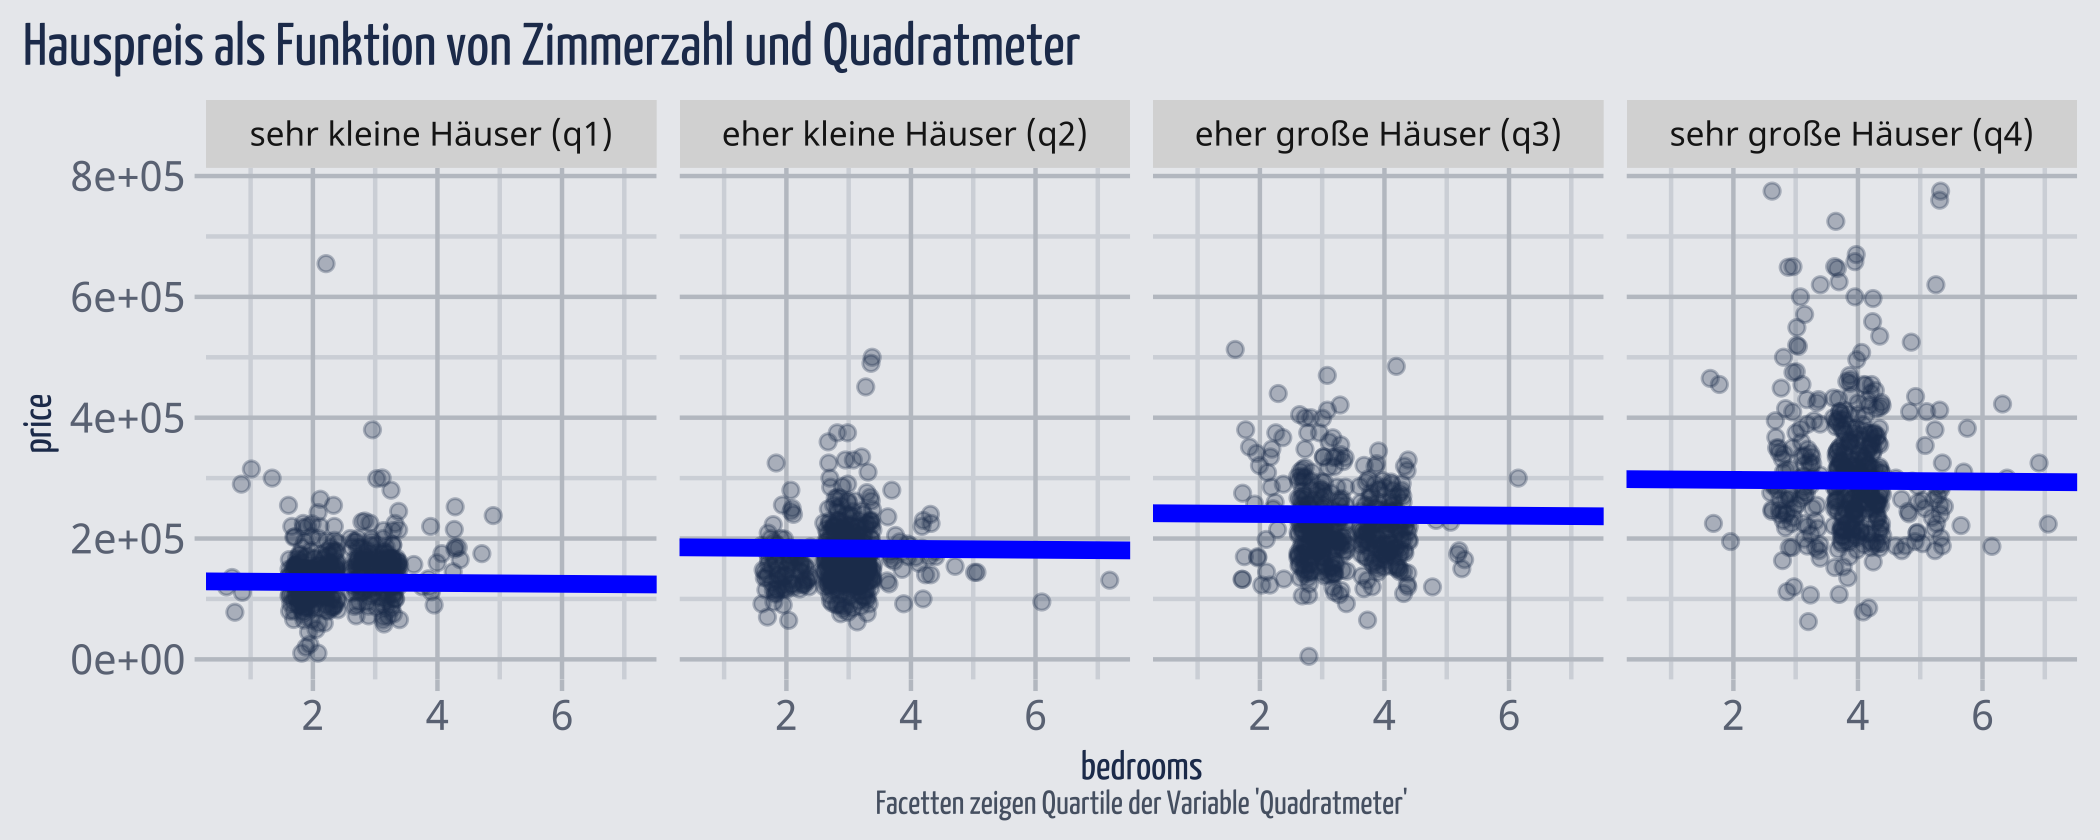 Hauspreis als Funktion von Zimmerzahl und Quadratmeter
sehr kleine Häuser (q1)
eher kleine Häuser (q2)
eher große Häuser (q3)
sehr große Häuser (q4)
8e+05
6e+05
4e+05
2e+05
0e+00
price
2 4 6
2 4 6
2 4 6
2 4 6
bedrooms
Facetten zeigen Quartile der Variable 'Quadratmeter'